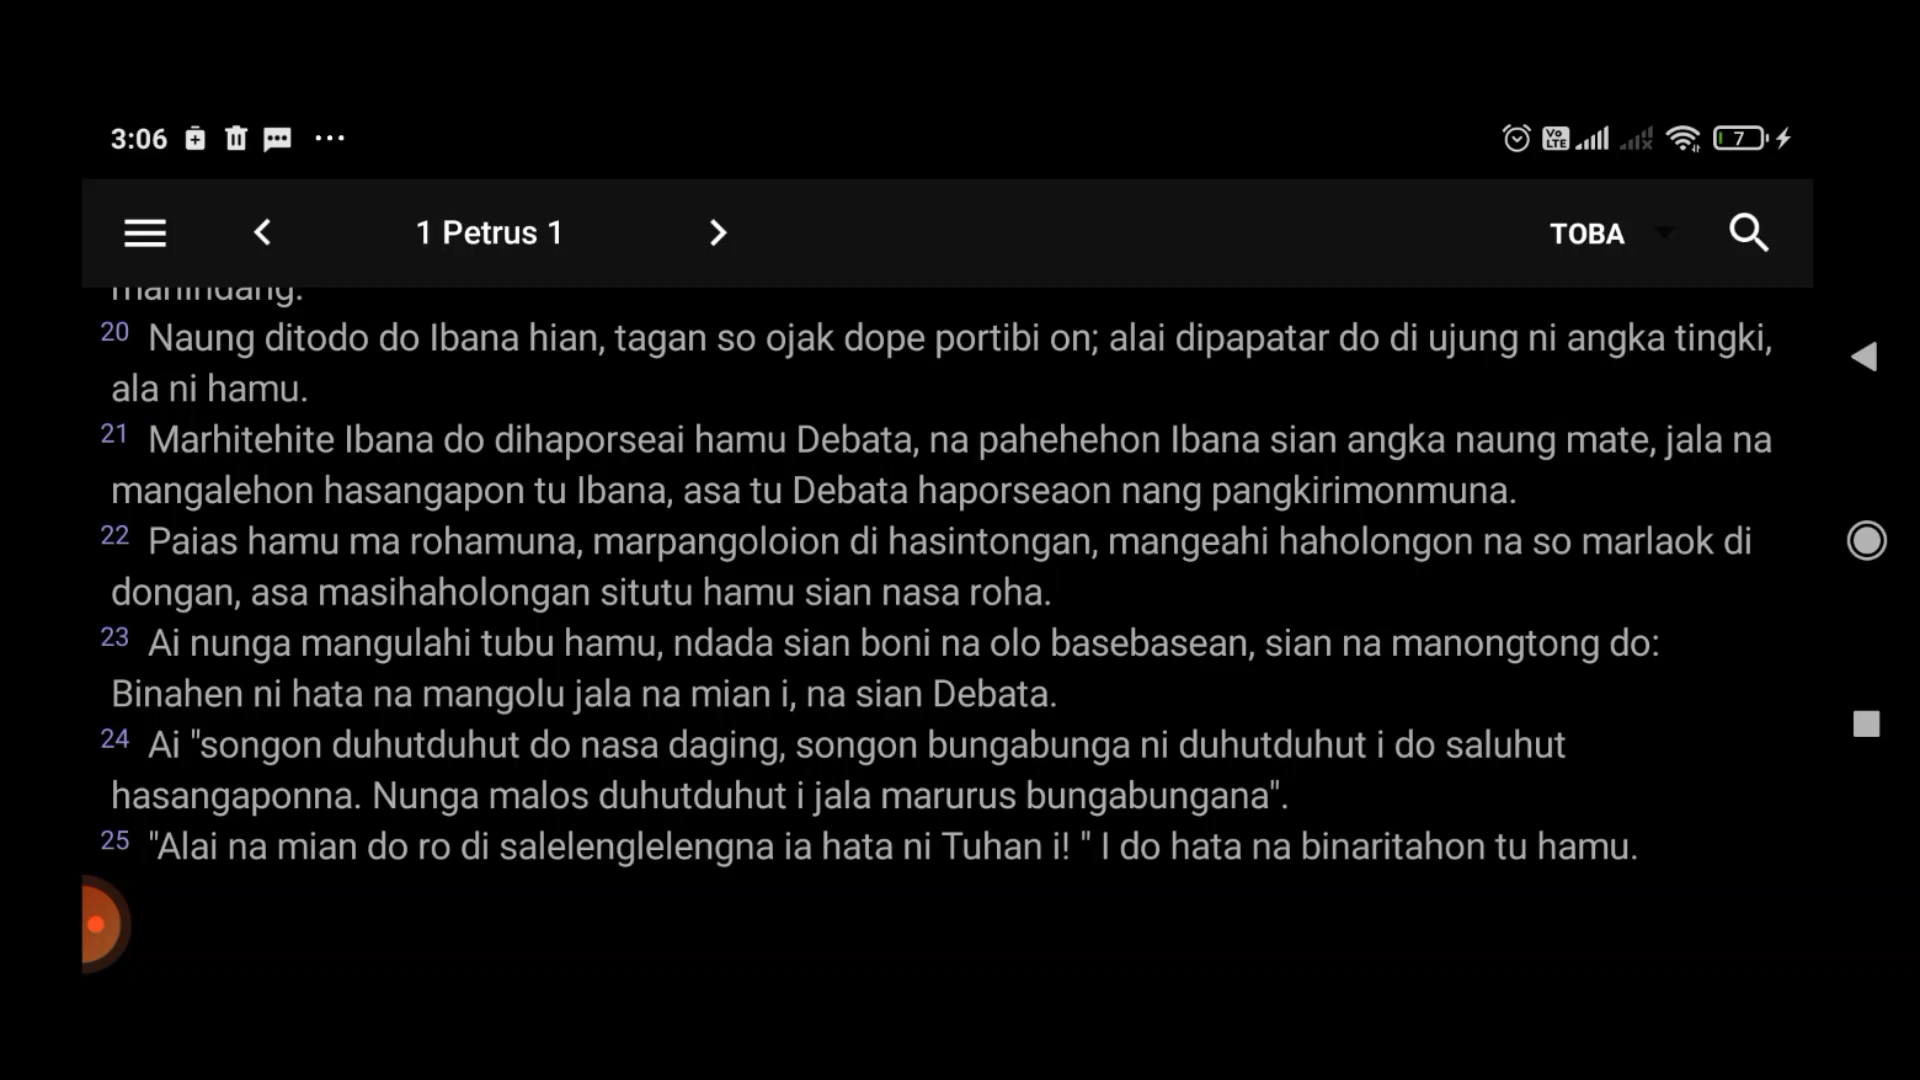 3:06
Vo LTE
7
1 Petrus 1
TOBA
manindang.
20 Naung ditodo do Ibana hian, tagan so ojak dope portibi on; alai dipapatar do di ujung ni angka tingki,
ala ni hamu.
21 Marhitehite Ibana do dihaporseai hamu Debata, na pahehehon Ibana sian angka naung mate, jala na
mangalehon hasangapon tu Ibana, asa tu Debata haporseaon nang pangkirimonmuna.
22 Paias hamu ma rohamuna, marpangoloion di hasintongan, mangeahi haholongon na so marlaok di
dongan, asa masihaholongan situtu hamu sian nasa roha.
23 Ai nunga mangulahi tubu hamu, ndada sian boni na olo basebasean, sian na manongtong do:
Binahen ni hata na mangolu jala na mian i, na sian Debata.
24 Ai "songon duhutduhut do nasa daging, songon bungabunga ni duhutduhut i do saluhut
hasangaponna. Nunga malos duhutduhut i jala marurus bungabungana".
25 "Alai na mian do ro di salelenglelengna ia hata ni Tuhan i! " I do hata na binaritahon tu hamu.